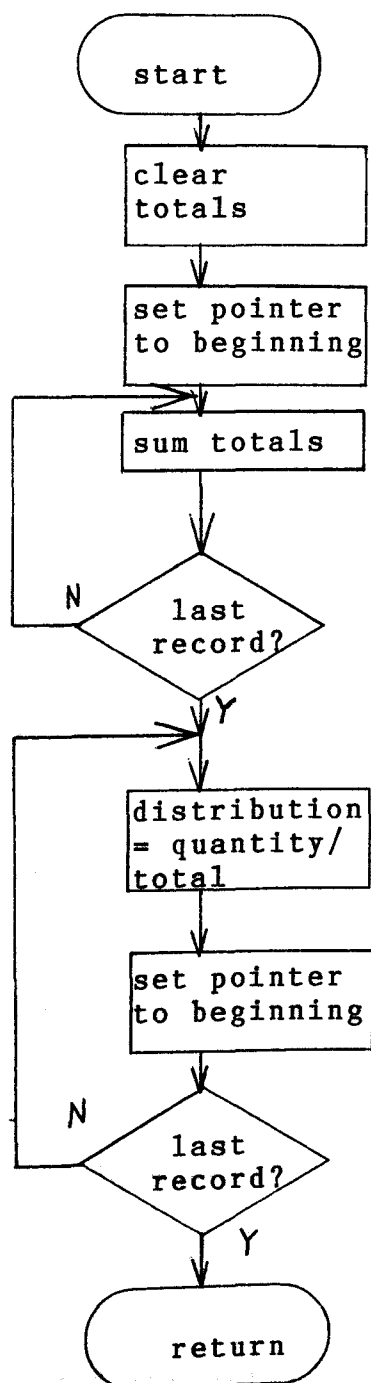 start
clear
totals
set pointer
to beginning
sum totals
N
last
record?
Y
distribution
= quantity/
total
set pointer
to beginning
N
last
record?
Y
return